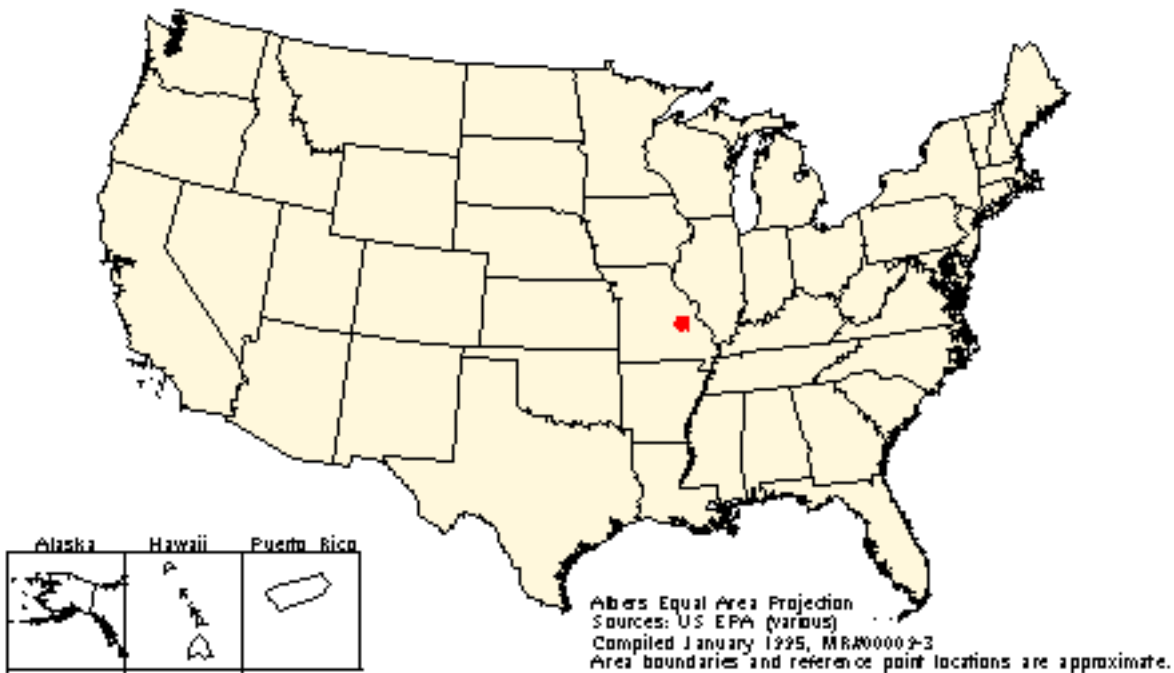 Alaska Hawaii Puerto Rico
Albers Equal Area Projection
Sources: US EPA (various)
Compiled January 1995, MR#00009-3
Area boundaries and reference point locations are approximate.